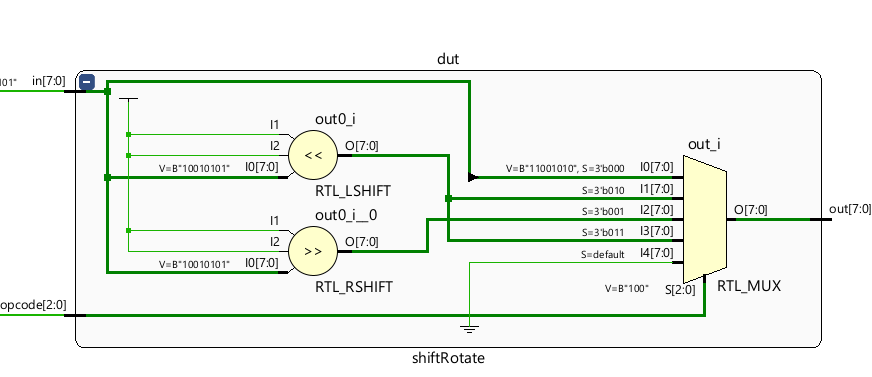 dut
101"
in[7:0]
I1
out0_i
I2
<<
O[7:0]
V=B"10010101"
I0[7:0]
RTL_LSHIFT
out_i
V=B"11001010", S=3'b000
I0[7:0]
S=3'b010
I1[7:0]
S=3'b001
I2[7:0]
S=3'b011
I3[7:0]
S=default
I4[7:0]
O[7:0]
out[7:0]
V=B"100"
S[2:0]
RTL_MUX
out0_i__0
I1
I2
>>
O[7:0]
V=B"10010101"
I0[7:0]
RTL_RSHIFT
opcode[2:0]
shiftRotate